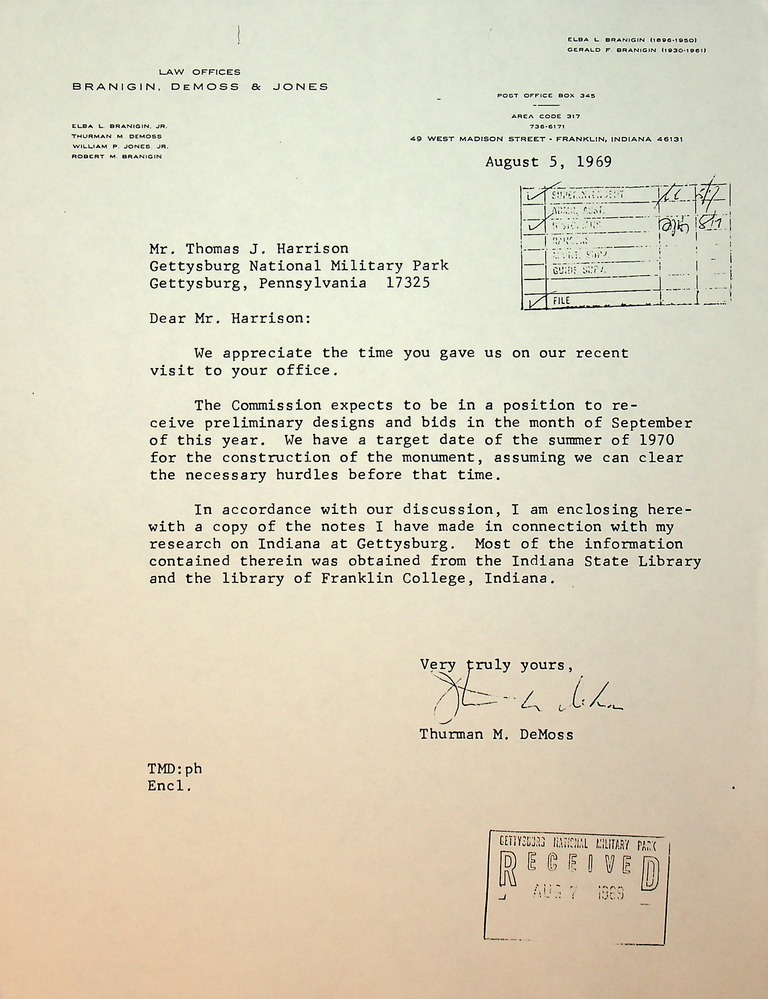 ELBA L. BRANIGIN (1896-1950)
GERALD F. BRANIGIN (1930-1961)
LAW OFFICES
BRANIGIN, DEMOSS & JONES
ELBA L. BRANIGIN, JR.
THURMAN M. DEMOSS
WILLIAM P. JONES, JR.
ROBERT M. BRANIGIN
POST OFFICE BOX 345
AREA CODE 317
736-6171
49 WEST MADISON STREET - FRANKLIN, INDIANA 46131
August 5, 1969
SUPERINTENDENT
GUIDE SUPV.
FILE
Mr. Thomas J. Harrison
Gettysburg National Military Park
Gettysburg, Pennsylvania 17325
Dear Mr. Harrison:
We appreciate the time you gave us on our recent
visit to your office.
The Commission expects to be in a position to re-
ceive preliminary designs and bids in the month of September
of this year. We have a target date of the summer of 1970
for the construction of the monument, assuming we can clear
the necessary hurdles before that time.
In accordance with our discussion, I am enclosing here-
with a copy of the notes I have made in connection with my
research on Indiana at Gettysburg. Most of the information
contained therein was obtained from the Indiana State Library
and the library of Franklin College, Indiana.
Very truly yours,
Thurman M. DeMoss
TMD:ph
Encl.
GETTYSBURG NATIONAL MILITARY PARK
RECEIVED
AUG 7 1969